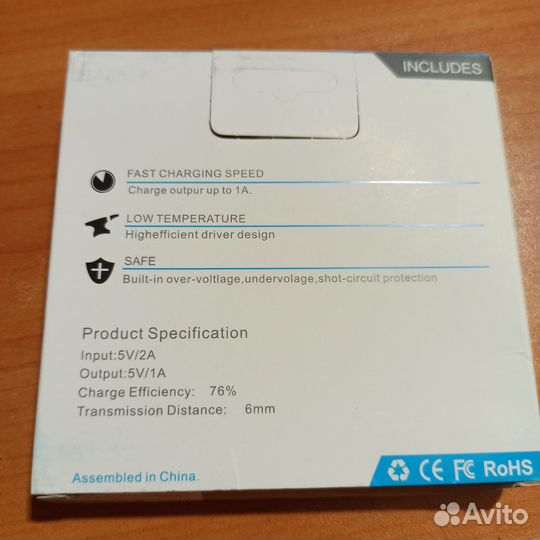 INCLUDES
FAST CHARGING SPEED
Charge outpur up to 1A.
LOW TEMPERATURE
Highefficient driver design
SAFE
Built-in over-voltlage,undervolage,shot-circuit protection
Product Specification
Input:5V/2A
Output:5V/1A
Charge Efficiency: 76%
Transmission Distance: 6mm
Assembled in China.
CE FC RoHS
Avito